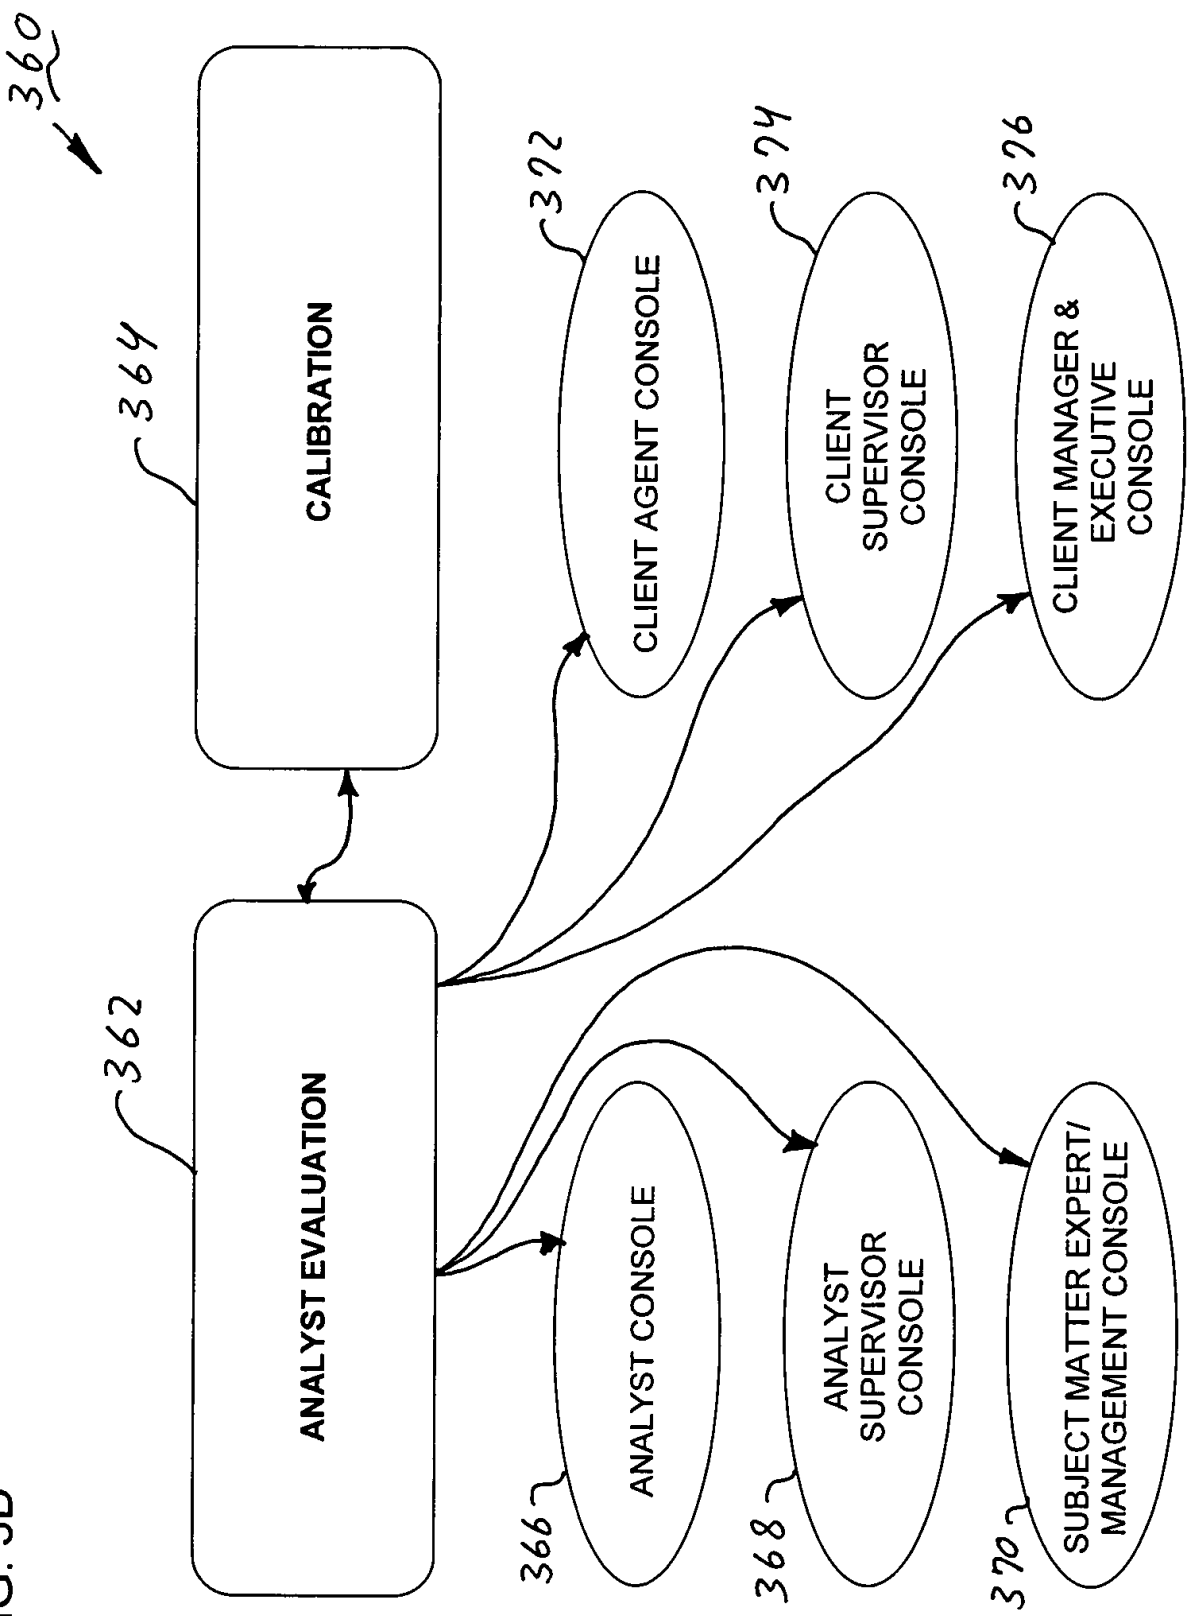 360
362
364
ANALYST EVALUATION
CALIBRATION
366
372
ANALYST CONSOLE
CLIENT AGENT CONSOLE
368
374
ANALYST
SUPERVISOR
CONSOLE
CLIENT
SUPERVISOR
CONSOLE
370
376
SUBJECT MATTER EXPERT/
MANAGEMENT CONSOLE
CLIENT MANAGER &
EXECUTIVE
CONSOLE